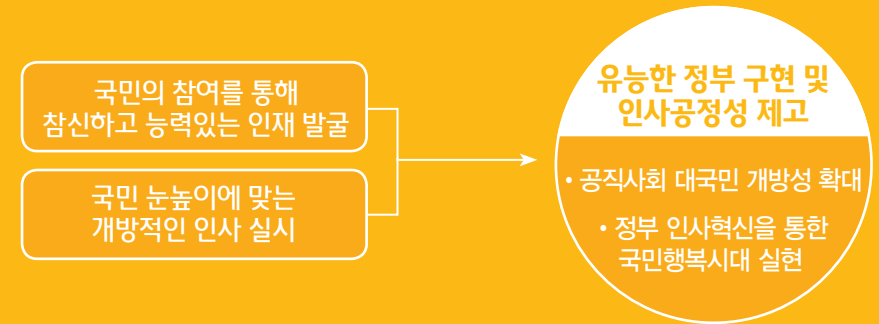 국민의 참여를 통해
참신하고 능력있는 인재 발굴
국민 눈높이에 맞는
개방적인 인사 실시
유능한 정부 구현 및
인사공정성 제고
• 공직사회 대국민 개방성 확대
• 정부 인사혁신을 통한
국민행복시대 실현